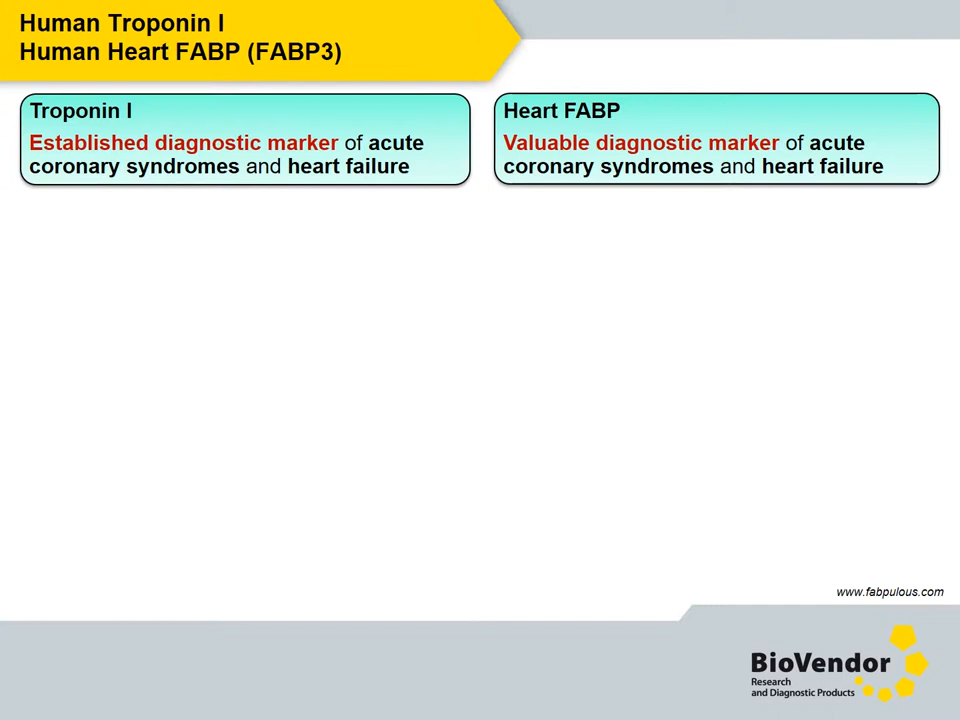 Human Troponin I
Human Heart FABP (FABP3)
Troponin I
Established diagnostic marker of acute
coronary syndromes and heart failure
Heart FABP
Valuable diagnostic marker of acute
coronary syndromes and heart failure
www.fabpulous.com
BioVendor
Research
and Diagnostic Products